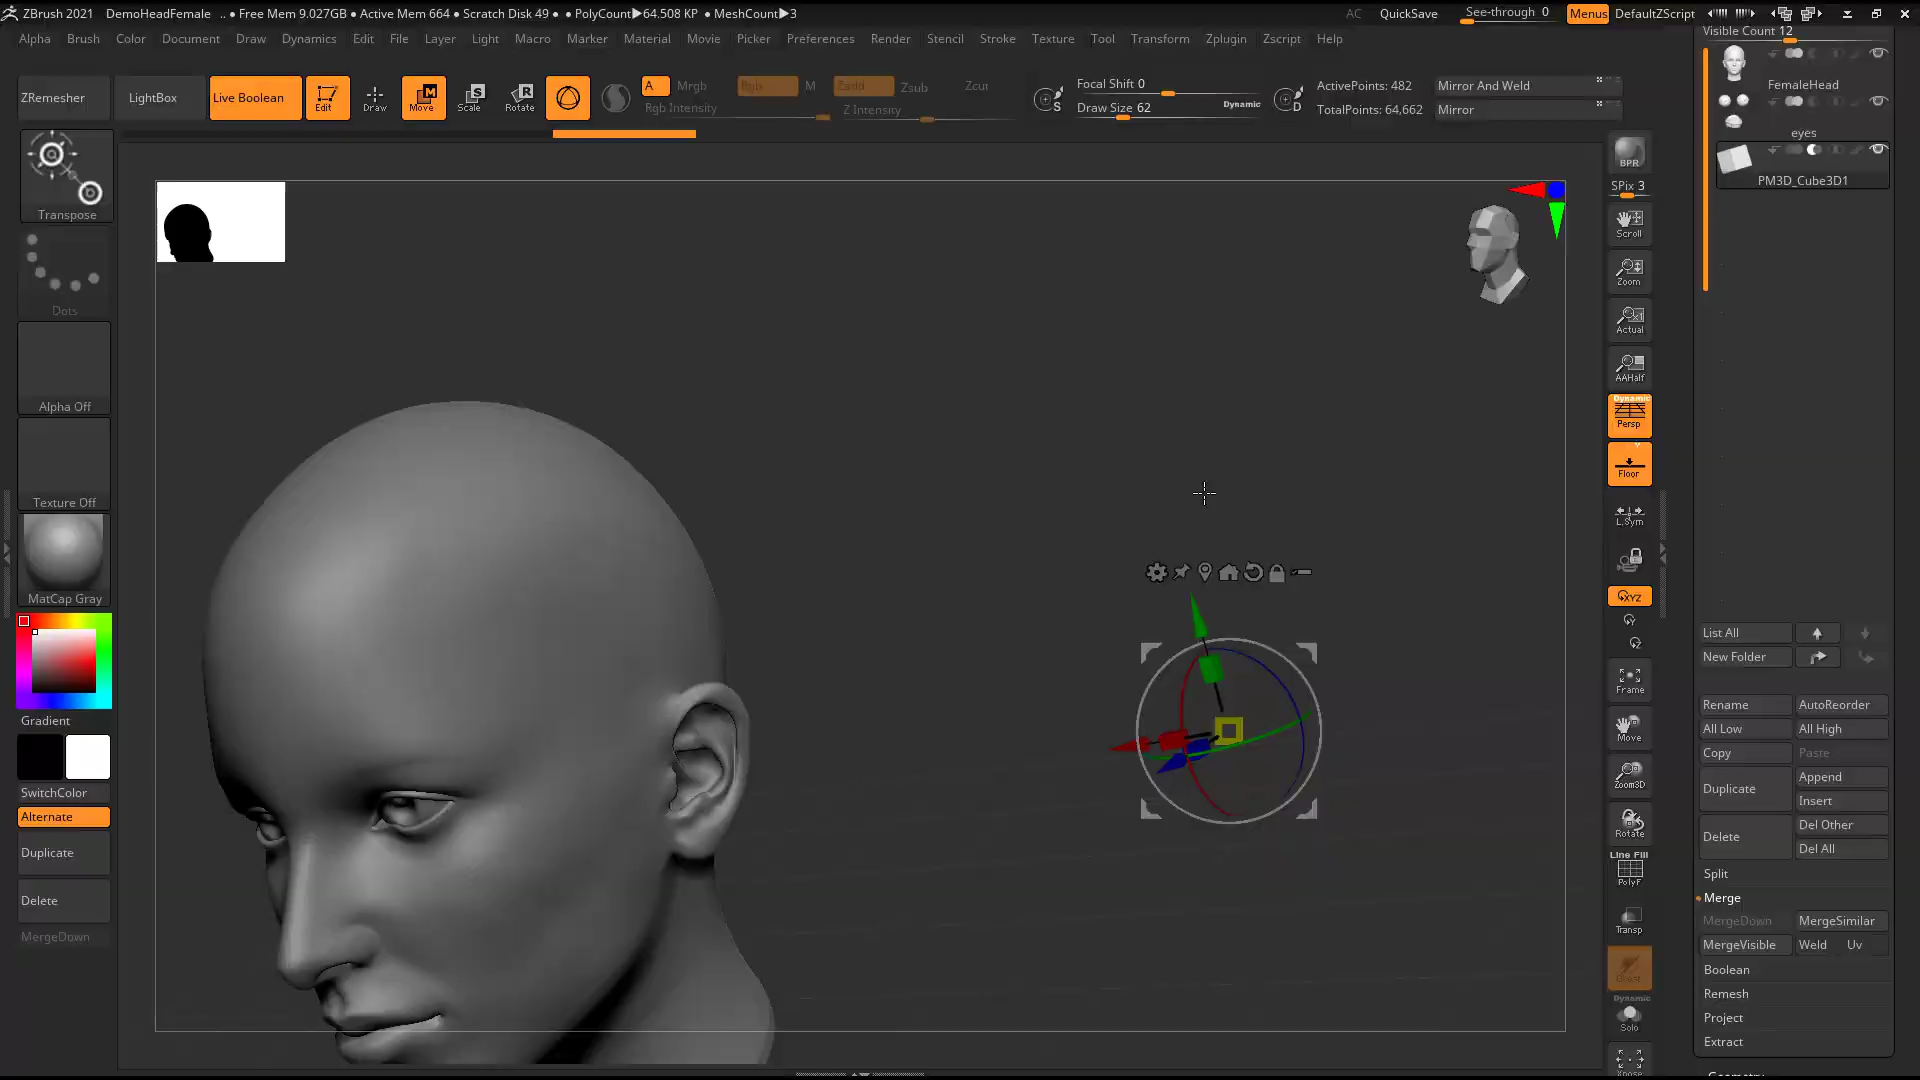 ZBrush 2021 DemoHeadFemale .. ● Free Mem 9.027GB ● Active Mem 664 ● Scratch Disk 49 ● ● PolyCount▶64.508 KP ● MeshCount▶3 AC QuickSave See-through 0 Menus DefaultZScript
Alpha Brush Color Document Draw Dynamics Edit File Layer Light Macro Marker Material Movie Picker Preferences Render Stencil Stroke Texture Tool Transform Zplugin Zscript Help
ZRemesher LightBox Live Boolean Edit Draw Move Scale Rotate A Mrgb Rgb M Zadd Zsub Zcut
Rgb Intensity Z Intensity
Focal Shift 0
Draw Size 62 Dynamic
ActivePoints: 482
TotalPoints: 64,662
Mirror And Weld
Mirror
Transpose
Dots
Alpha Off
Texture Off
MatCap Gray
Gradient
SwitchColor
Alternate
Duplicate
Delete
MergeDown
BPR
SPix 3
Scroll
Zoom
Actual
AAHalf
Dynamic
Persp
Floor
L.Sym
XYZ
Frame
Move
Zoom3D
Rotate
Line Fill
PolyF
Transp
Ghost
Dynamic
Solo
Xpose
Visible Count 12
FemaleHead
eyes
PM3D_Cube3D1
List All
New Folder
Rename AutoReorder
All Low All High
Copy Paste
Duplicate Append
Insert
Delete Del Other
Del All
Split
Merge
MergeDown MergeSimilar
MergeVisible Weld Uv
Boolean
Remesh
Project
Extract
Geometry